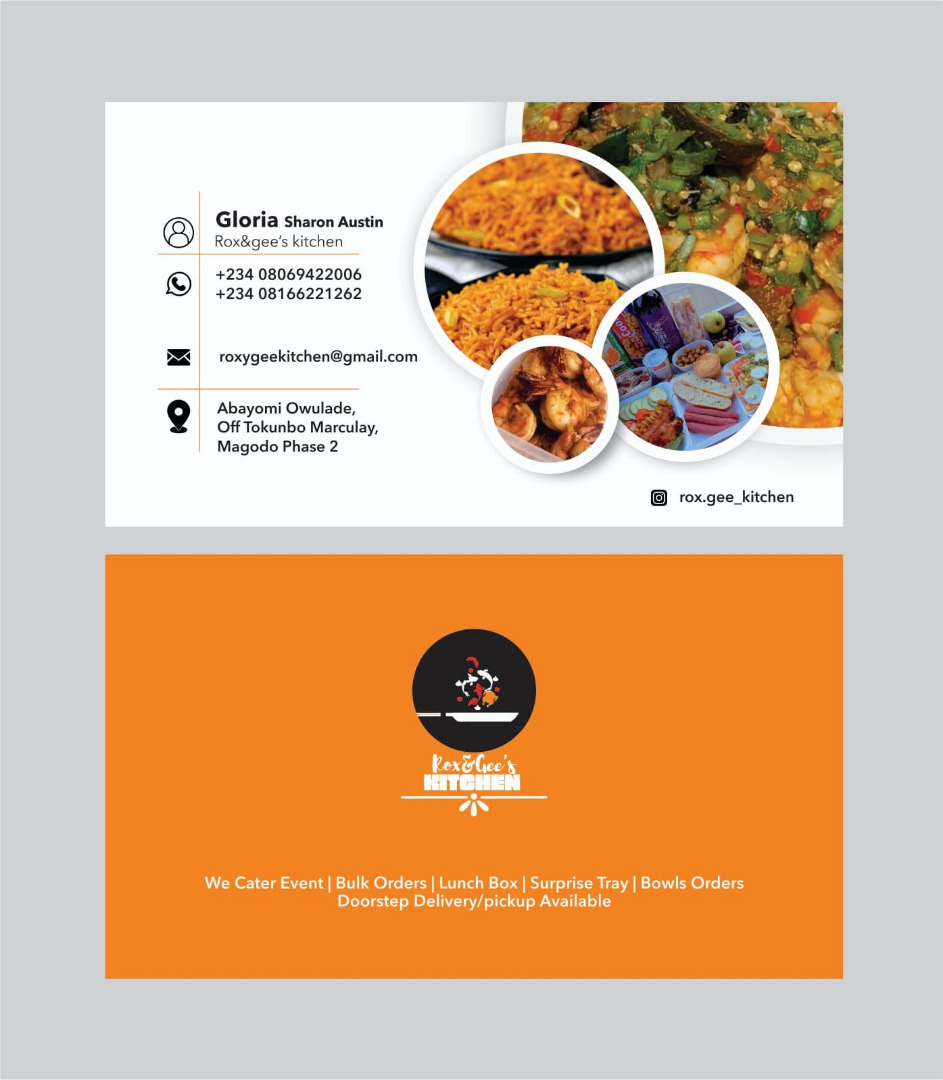 Gloria Sharon Austin
Rox&gee's kitchen
+234 08069422006
+234 08166221262
roxygeekitchen@gmail.com
Abayomi Owulade,
Off Tokunbo Marculay,
Magodo Phase 2
rox.gee_kitchen
Rox&Gee's
KITCHEN
We Cater Event | Bulk Orders | Lunch Box | Surprise Tray | Bowls Orders
Doorstep Delivery/pickup Available